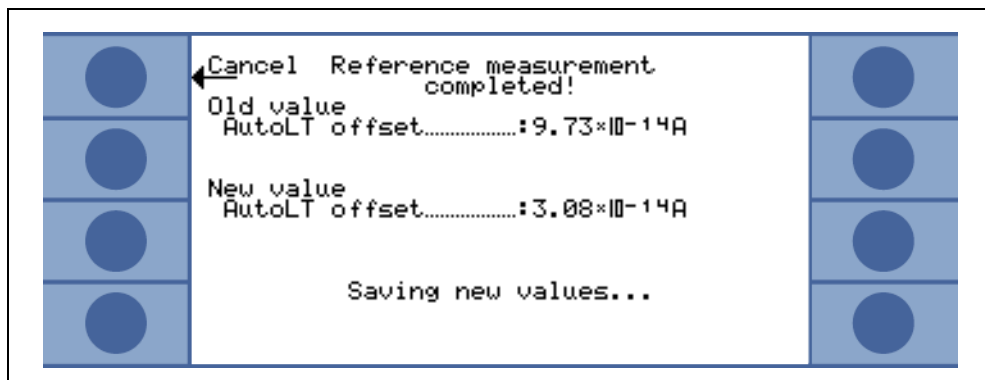 Cancel Reference measurement
completed!
Old value
AutoLT offset.................:9.73×10-14A
New value
AutoLT offset.................:3.08×10-14A
Saving new values...